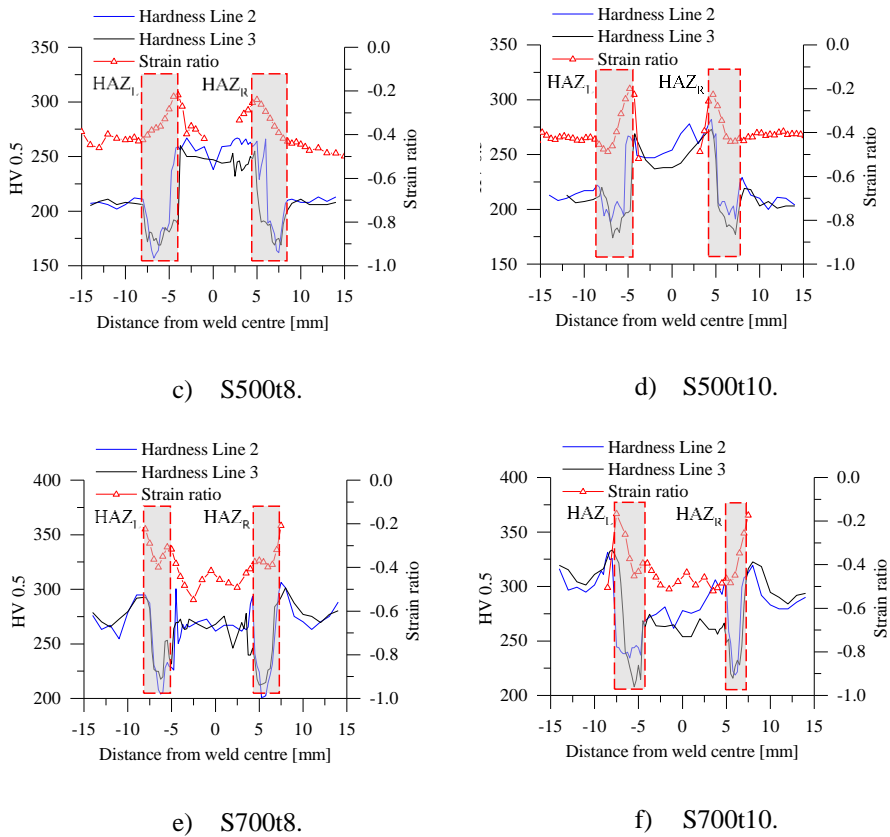 Hardness Line 2
Hardness Line 3
Strain ratio
HAZL HAZR
350
300
250
200
150
HV 0.5
0.0
-0.2
-0.4
-0.6
-0.8
-1.0
Strain ratio
-15 -10 -5 0 5 10 15
Distance from weld centre [mm]
c) S500t8.
Hardness Line 2
Hardness Line 3
Strain ratio
HAZL HAZR
350
300
250
200
150
0.0
-0.2
-0.4
-0.6
-0.8
-1.0
Strain ratio
-15 -10 -5 0 5 10 15
Distance from weld centre [mm]
d) S500t10.
Hardness Line 2
Hardness Line 3
Strain ratio
HAZL HAZR
400
350
300
250
200
HV 0.5
0.0
-0.2
-0.4
-0.6
-0.8
-1.0
Strain ratio
-15 -10 -5 0 5 10 15
Distance from weld centre [mm]
e) S700t8.
Hardness Line 2
Hardness Line 3
Strain ratio
HAZL HAZR
400
350
300
250
200
HV 0.5
0.0
-0.2
-0.4
-0.6
-0.8
-1.0
Strain ratio
-15 -10 -5 0 5 10 15
Distance from weld centre [mm]
f) S700t10.